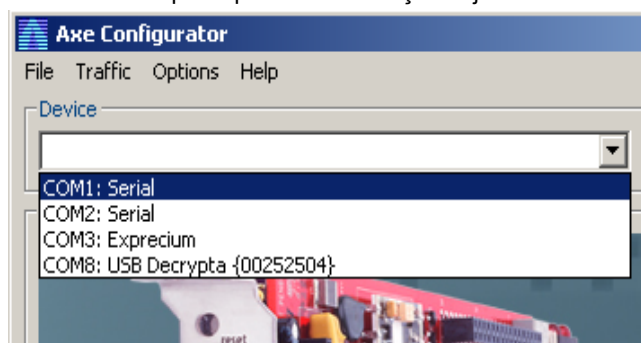 Axe Configurator
File Traffic Options Help
Device
COM1: Serial
COM2: Serial
COM3: Exprecium
COM8: USB Decrypta {00252504}
reset